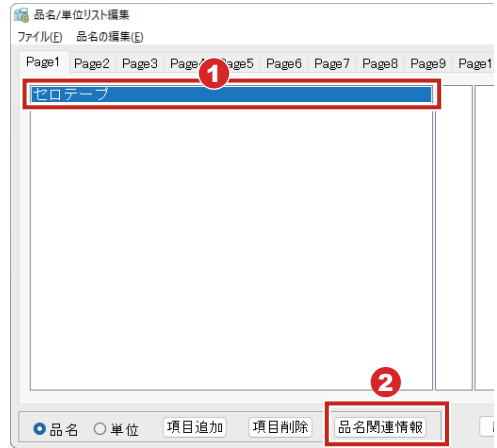 品名/単位リスト編集
ファイル(F) 品名の編集(E)
Page1 Page2 Page3 Page4 Page5 Page6 Page7 Page8 Page9 Page1
1
セロテープ
2
品名 単位 項目追加 項目削除 品名関連情報